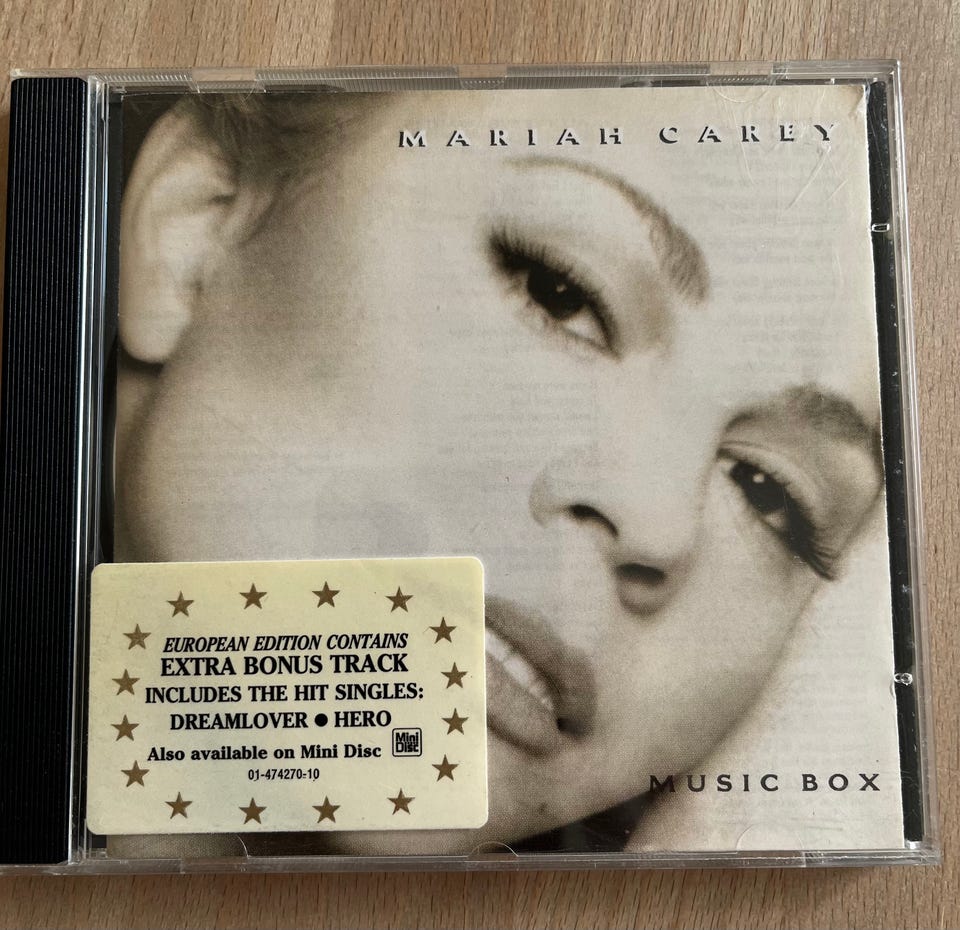 MARIAH CAREY
EUROPEAN EDITION CONTAINS
EXTRA BONUS TRACK
INCLUDES THE HIT SINGLES:
DREAMLOVER ● HERO
Also available on Mini Disc
Mini
Disc
01-474270-10
MUSIC BOX